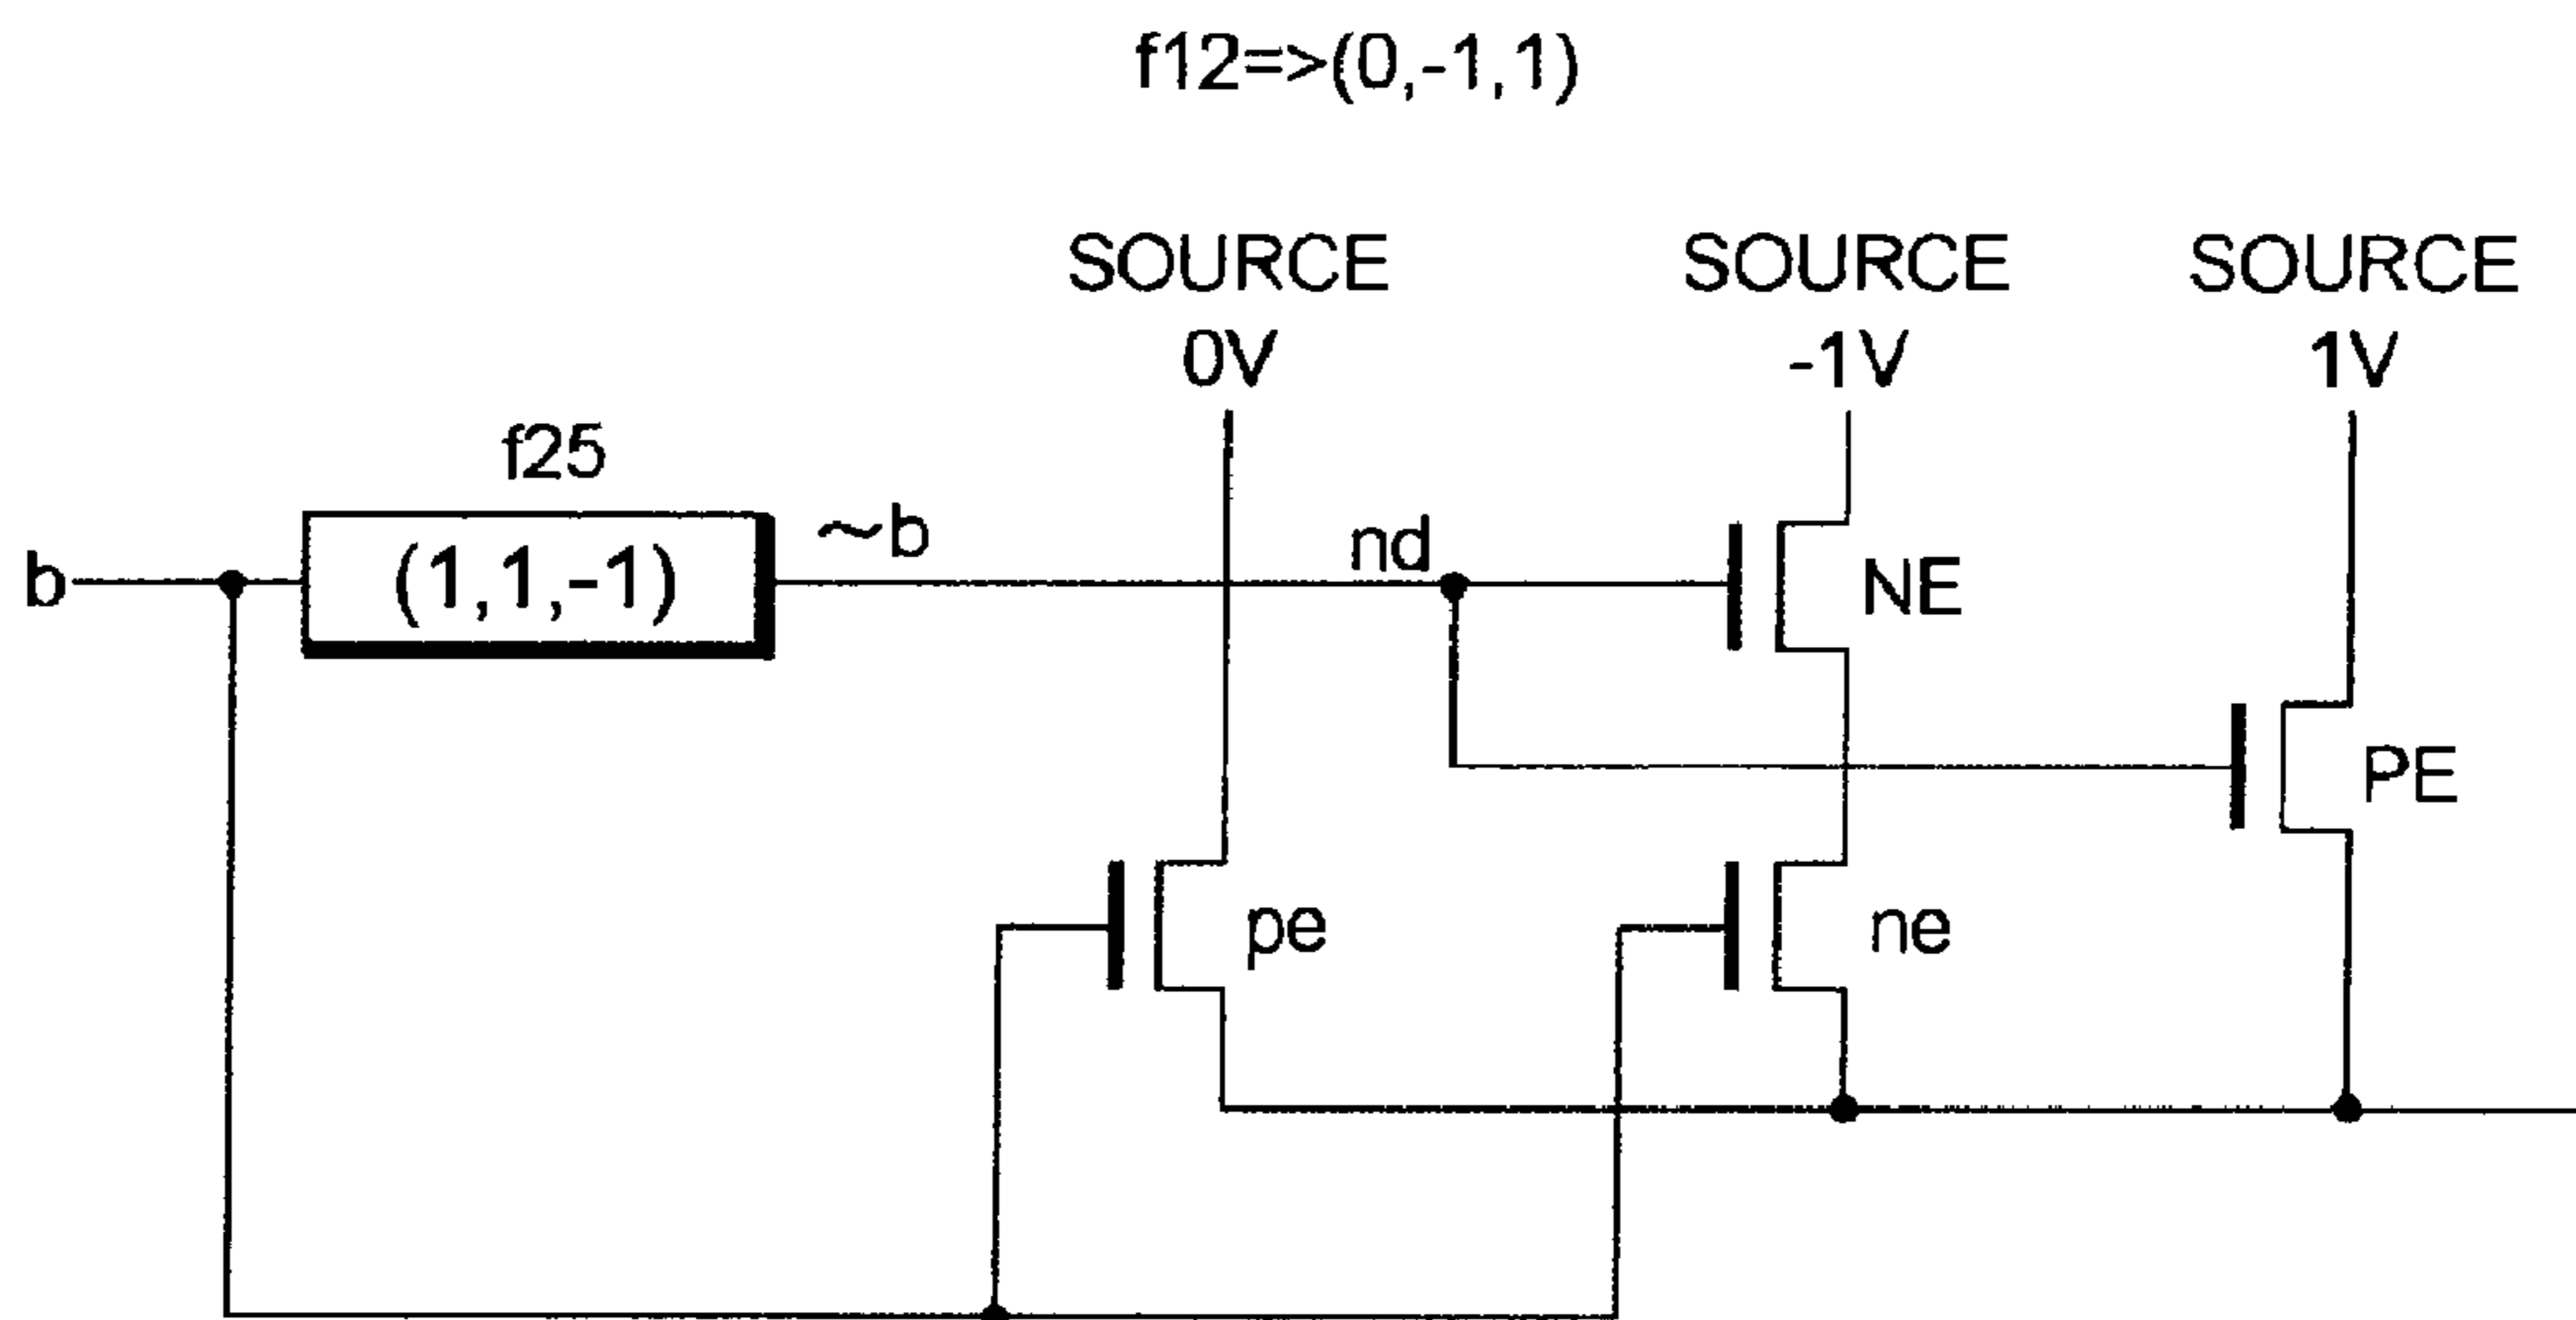 f12=>(0,-1,1)
SOURCE SOURCE SOURCE
0V -1V 1V
f25
b (1,1,-1) ~b nd NE
PE
pe ne